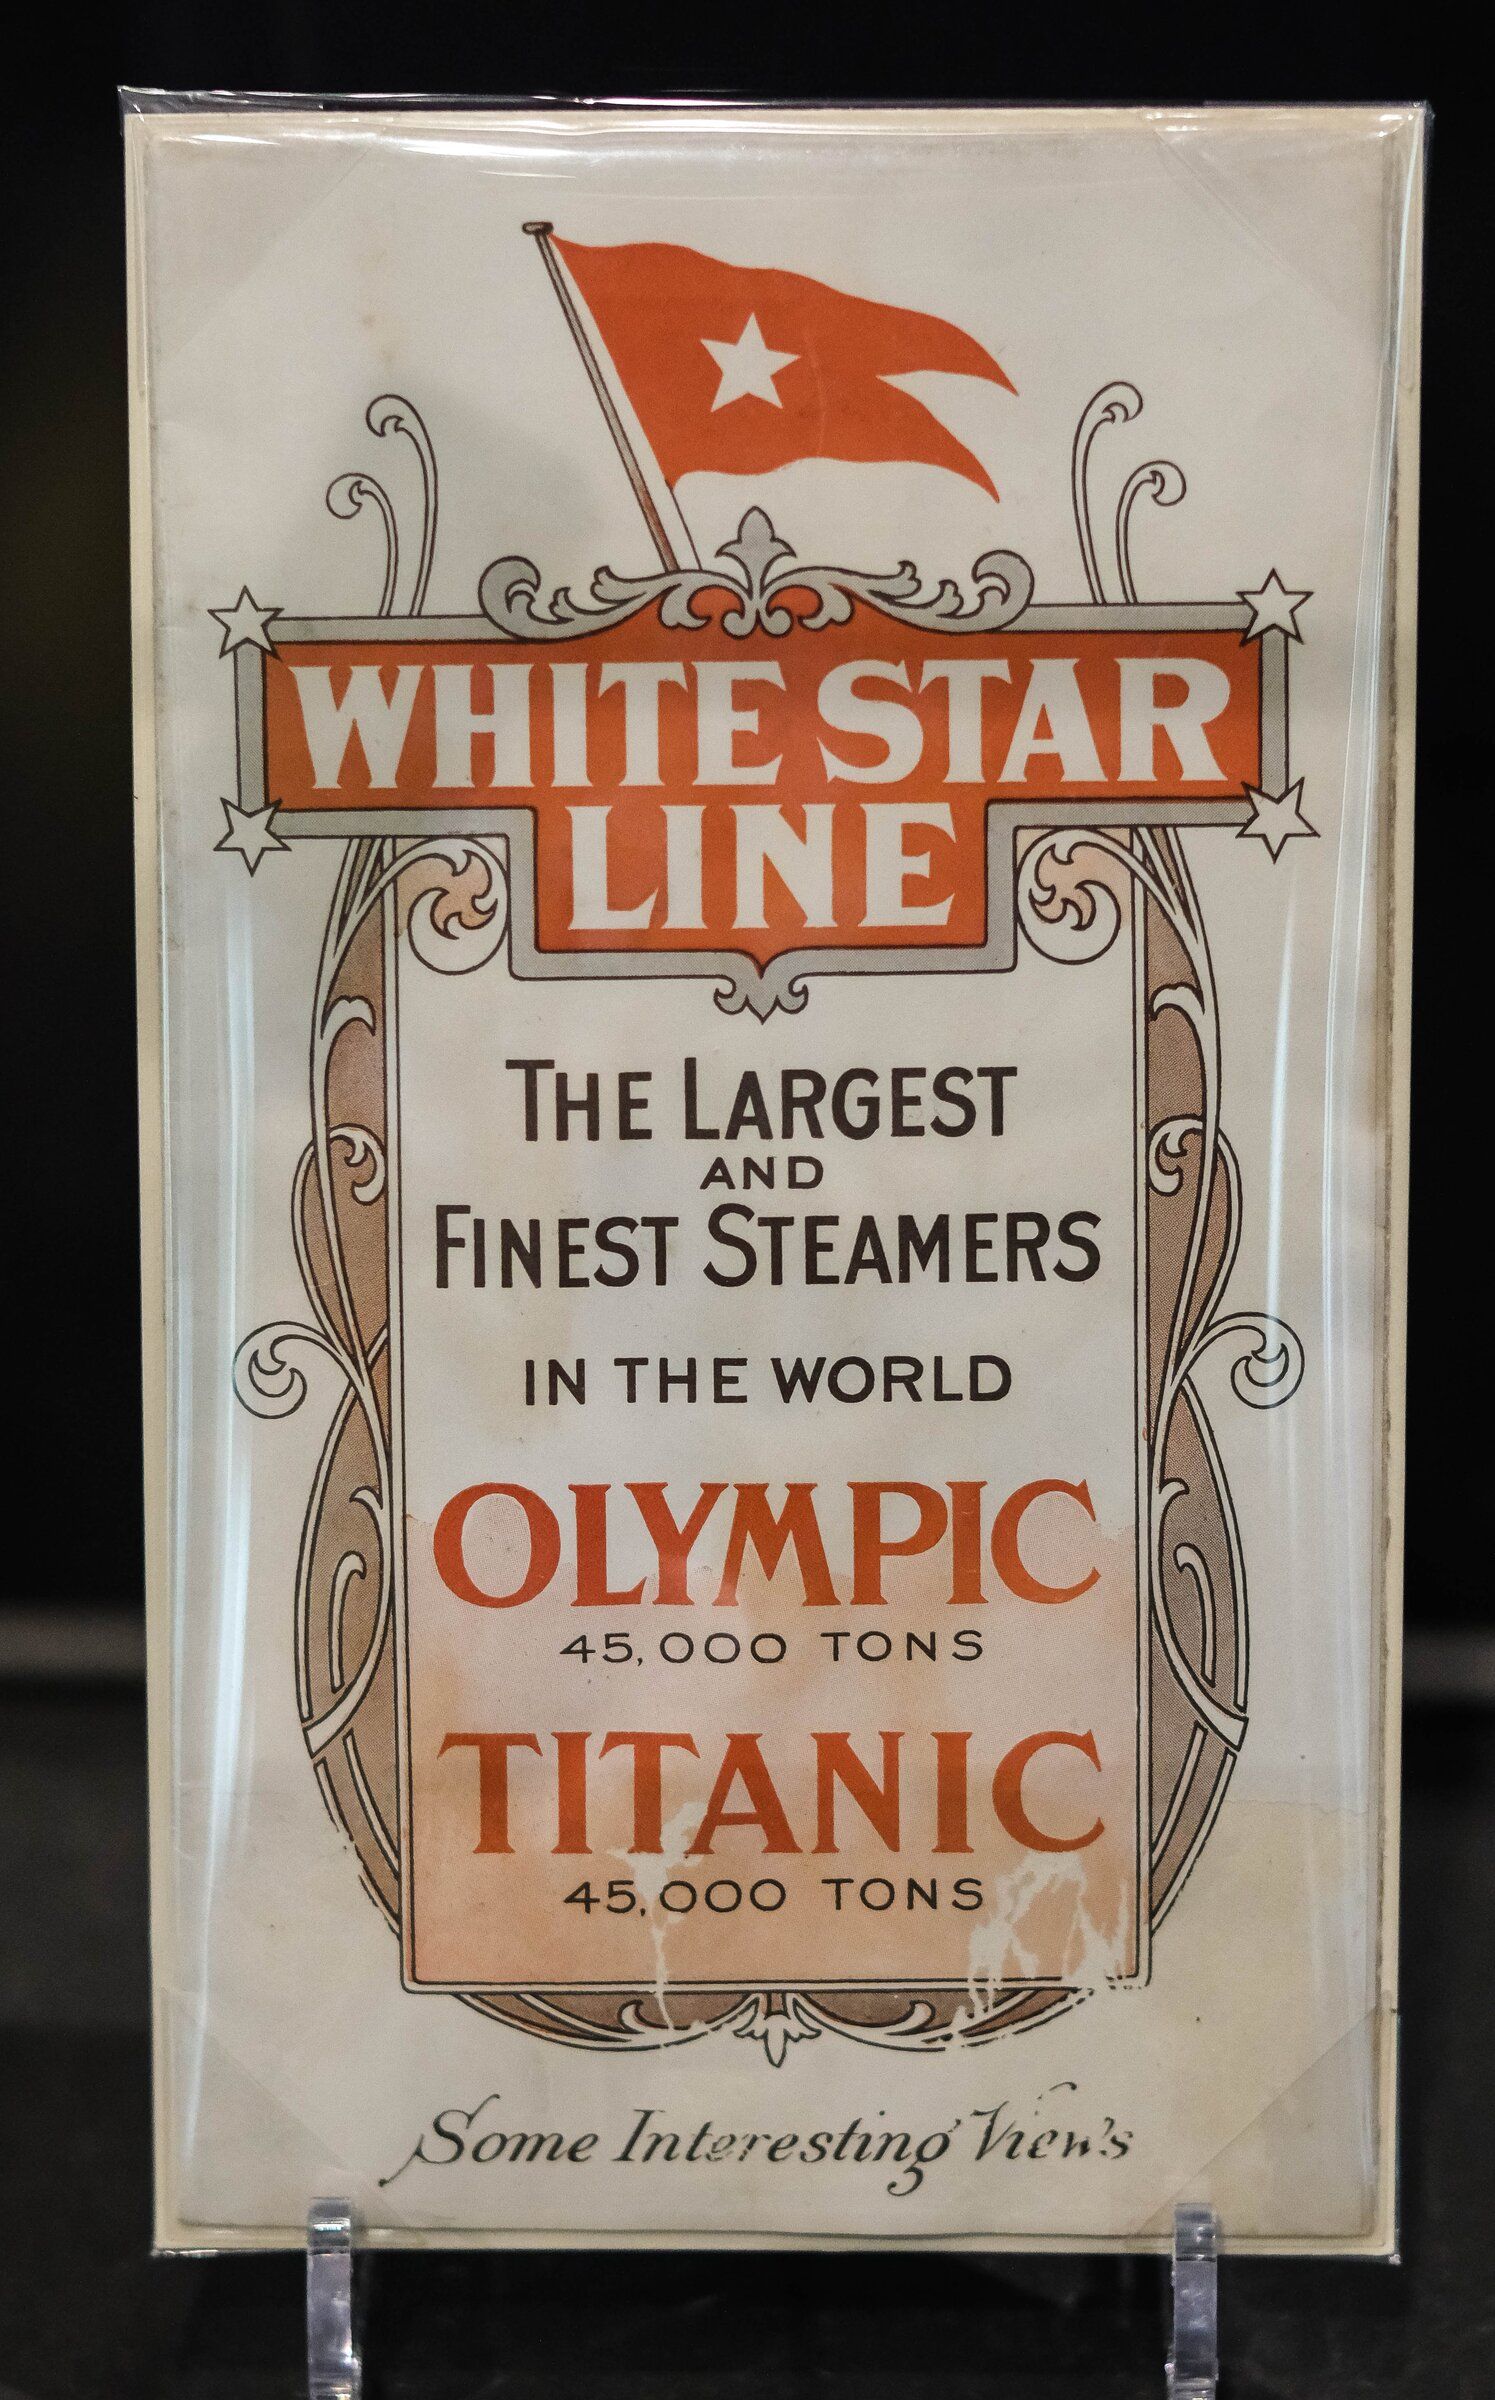 WHITE STAR
LINE
THE LARGEST
AND
FINEST STEAMERS
IN THE WORLD
OLYMPIC
45,000 TONS
TITANIC
45,000 TONS
Some Interesting Views